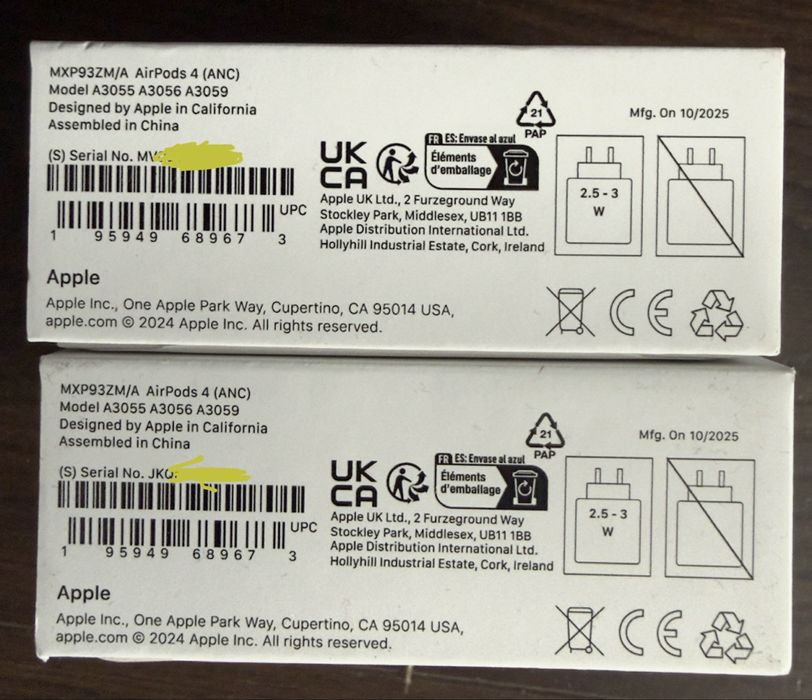 MXP93ZM/A AirPods 4 (ANC)
Model A3055 A3056 A3059
Designed by Apple in California
Assembled in China
(S) Serial No.
UPC
1 95949 68967 3
Apple
Apple Inc., One Apple Park Way, Cupertino, CA 95014 USA,
apple.com © 2024 Apple Inc. All rights reserved.
UK
CA
FR ES: Envase al azul
Éléments
d'emballage
Apple UK Ltd., 2 Furzeground Way
Stockley Park, Middlesex, UB11 1BB
Apple Distribution International Ltd.
Hollyhill Industrial Estate, Cork, Ireland
21
PAP
Mfg. On 10/2025
2.5 - 3
W
CE
MXP93ZM/A AirPods 4 (ANC)
Model A3055 A3056 A3059
Designed by Apple in California
Assembled in China
(S) Serial No.
UPC
1 95949 68967 3
Apple
Apple Inc., One Apple Park Way, Cupertino, CA 95014 USA,
apple.com © 2024 Apple Inc. All rights reserved.
UK
CA
FR ES: Envase al azul
Éléments
d'emballage
Apple UK Ltd., 2 Furzeground Way
Stockley Park, Middlesex, UB11 1BB
Apple Distribution International Ltd.
Hollyhill Industrial Estate, Cork, Ireland
21
PAP
Mfg. On 10/2025
2.5 - 3
W
CE